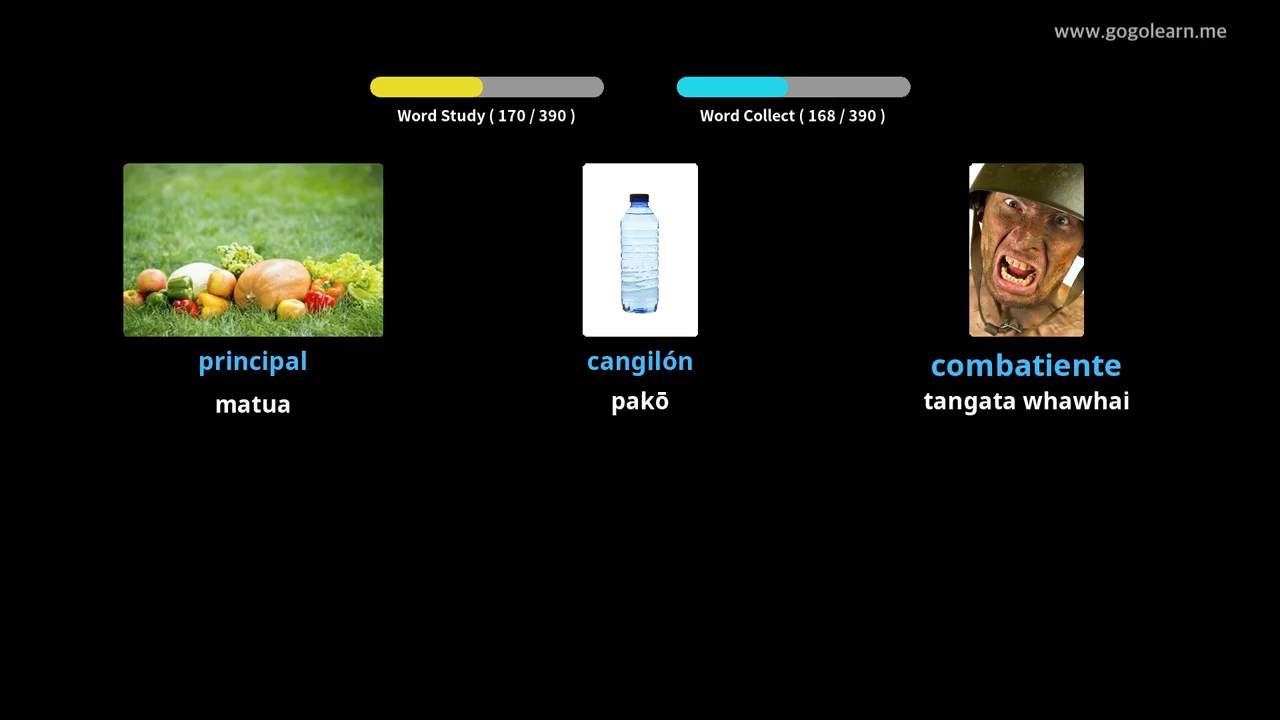 www.gogolearn.me
Word Study ( 170 / 390 )
Word Collect ( 168 / 390 )
principal
cangilón
combatiente
matua
pakō
tangata whawhai